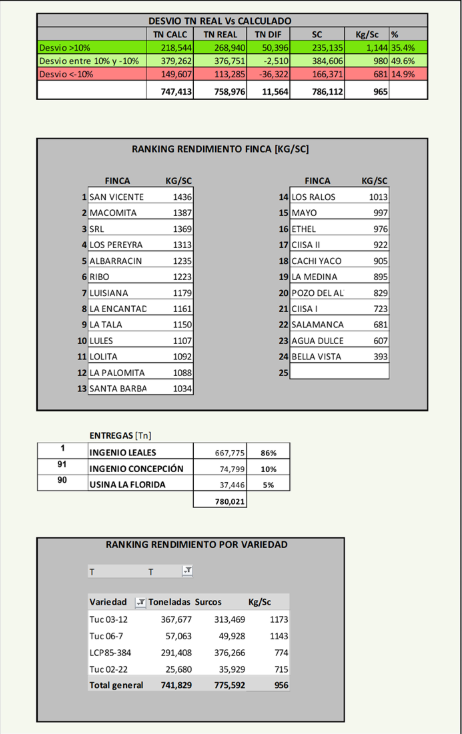 DESVIO TN REAL Vs CALCULADO
TN CALC TN REAL TN DIF SC Kg/Sc %
Desvio >10% 218,544 268,940 50,396 235,135 1,144 35.4%
Desvio entre 10% y -10% 379,262 376,751 -2,510 384,606 980 49.6%
Desvio <-10% 149,607 113,285 -36,322 166,371 681 14.9%
747,413 758,976 11,564 786,112 965
RANKING RENDIMIENTO FINCA [KG/SC]
FINCA KG/SC FINCA KG/SC
1 SAN VICENTE 1436 14 LOS RALOS 1013
2 MACOMITA 1387 15 MAYO 997
3 SRL 1369 16 ETHEL 976
4 LOS PEREYRA 1313 17 CIISA II 922
5 ALBARRACIN 1235 18 CACHI YACO 905
6 RIBO 1223 19 LA MEDINA 895
7 LUISIANA 1179 20 POZO DEL AL 829
8 LA ENCANTAD 1161 21 CIISA I 723
9 LA TALA 1150 22 SALAMANCA 681
10 LULES 1107 23 AGUA DULCE 607
11 LOLITA 1092 24 BELLA VISTA 393
12 LA PALOMITA 1088 25
13 SANTA BARBA 1034
ENTREGAS [Tn]
1 INGENIO LEALES 667,775 86%
91 INGENIO CONCEPCIÓN 74,799 10%
90 USINA LA FLORIDA 37,446 5%
780,021
RANKING RENDIMIENTO POR VARIEDAD
T T
Variedad Toneladas Surcos Kg/Sc
Tuc 03-12 367,677 313,469 1173
Tuc 06-7 57,063 49,928 1143
LCP85-384 291,408 376,266 774
Tuc 02-22 25,680 35,929 715
Total general 741,829 775,592 956